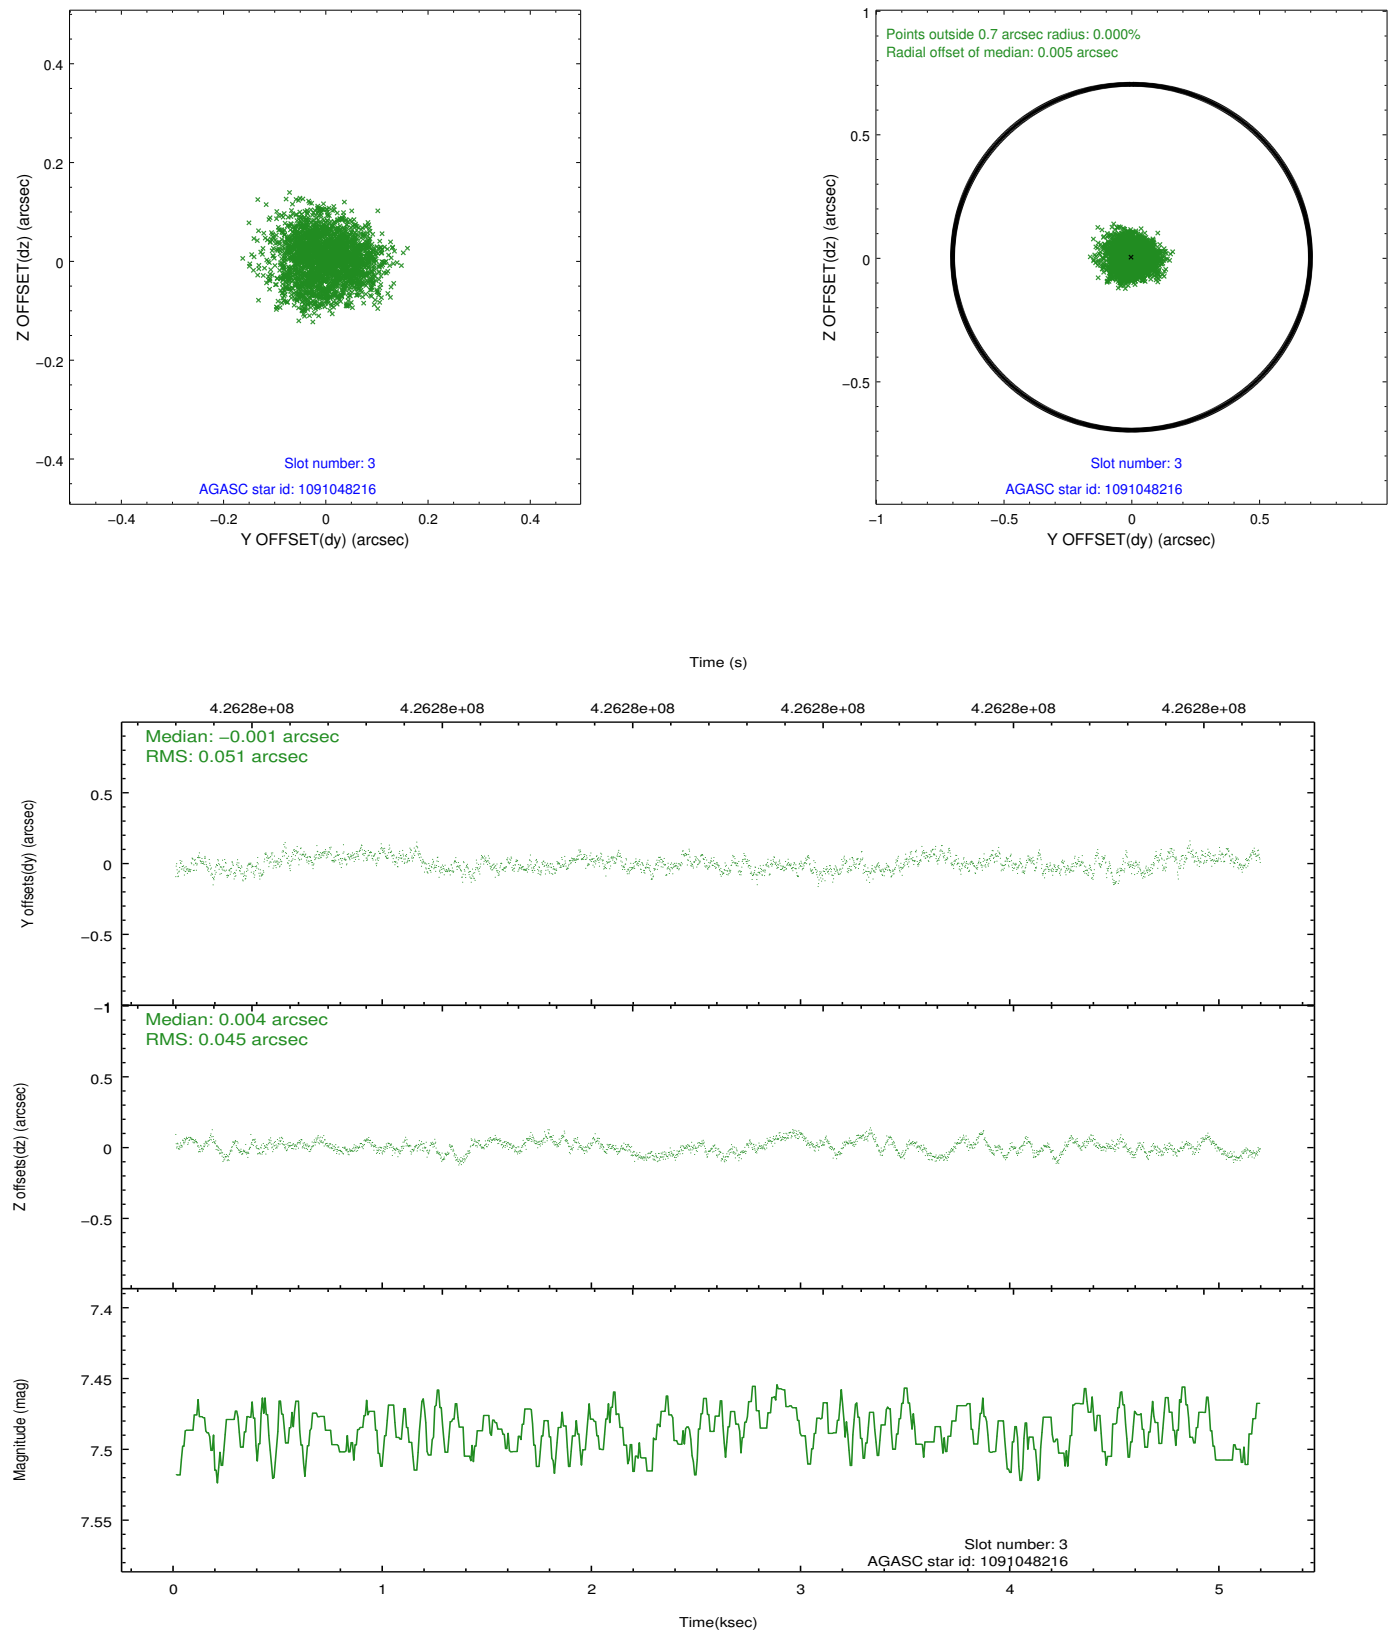 0.4
0.2
0
−0.2
−0.4
Z OFFSET(dz) (arcsec)
Slot number: 3
AGASC star id: 1091048216
−0.4
−0.2
0
0.2
0.4
Y OFFSET(dy) (arcsec)
1
0.5
0
−0.5
Z OFFSET(dz) (arcsec)
Points outside 0.7 arcsec radius: 0.000%
Radial offset of median: 0.005 arcsec
Slot number: 3
AGASC star id: 1091048216
−1
−0.5
0
0.5
Y OFFSET(dy) (arcsec)
Time (s)
4.2628e+08
4.2628e+08
4.2628e+08
4.2628e+08
4.2628e+08
4.2628e+08
Median: −0.001 arcsec
RMS: 0.051 arcsec
0.5
0
−0.5
−1
Y offsets(dy) (arcsec)
Median: 0.004 arcsec
RMS: 0.045 arcsec
0.5
0
−0.5
Z offsets(dz) (arcsec)
7.4
7.45
7.5
7.55
Magnitude (mag)
Slot number: 3
AGASC star id: 1091048216
0
1
2
3
4
5
Time(ksec)